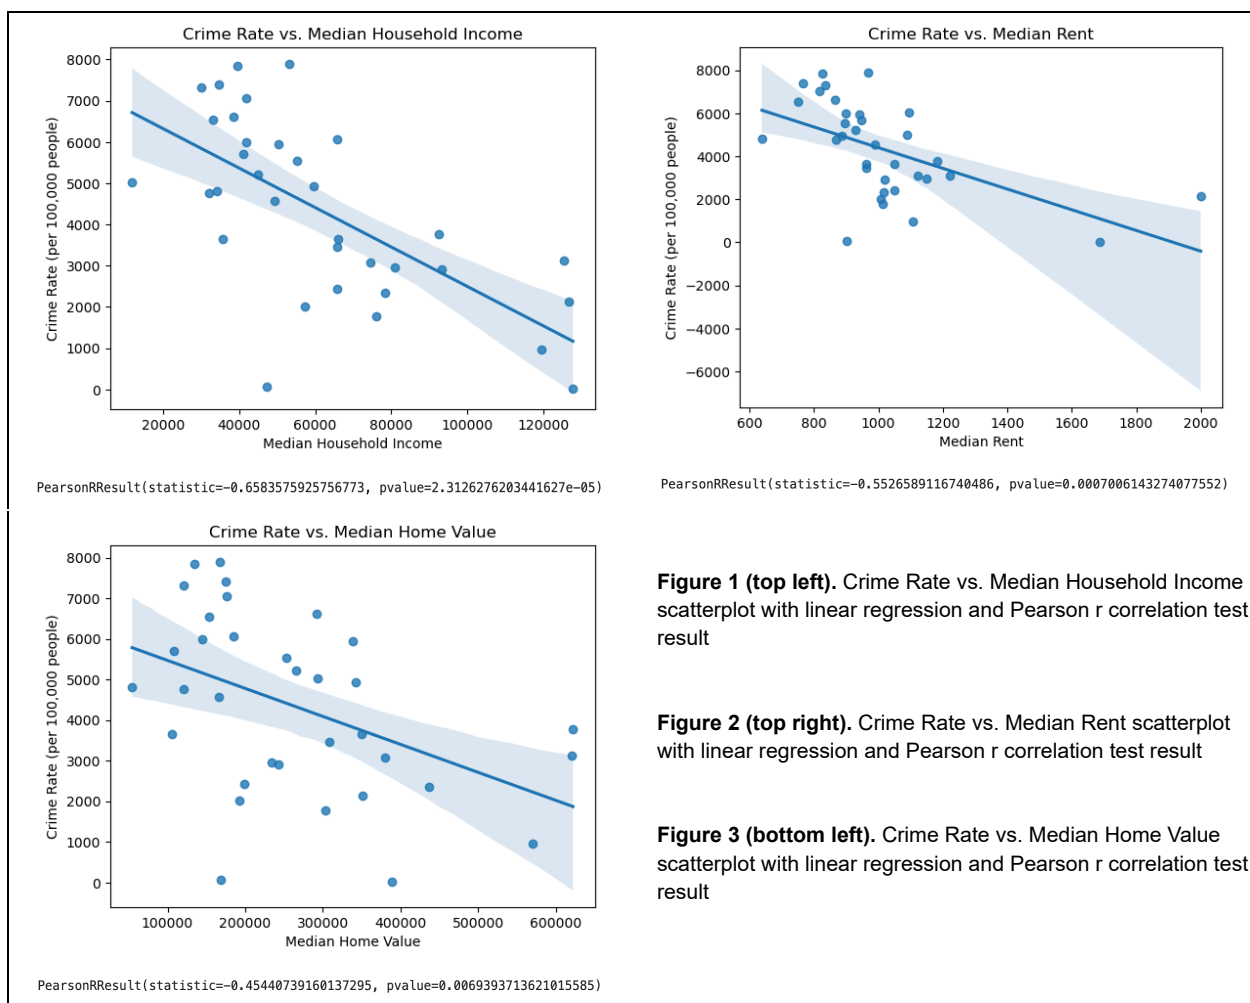 Crime Rate vs. Median Household Income
8000
7000
6000
5000
4000
3000
2000
1000
0
Crime Rate (per 100,000 people)
20000 40000 60000 80000 100000 120000
Median Household Income
PearsonRResult(statistic=-0.6583575925756773, pvalue=2.3126276203441627e-05)
Crime Rate vs. Median Rent
8000
6000
4000
2000
0
−2000
−4000
−6000
Crime Rate (per 100,000 people)
600 800 1000 1200 1400 1600 1800 2000
Median Rent
PearsonRResult(statistic=-0.5526589116740486, pvalue=0.0007006143274077552)
Crime Rate vs. Median Home Value
8000
7000
6000
5000
4000
3000
2000
1000
0
Crime Rate (per 100,000 people)
100000 200000 300000 400000 500000 600000
Median Home Value
PearsonRResult(statistic=-0.45440739160137295, pvalue=0.0069393713621015585)
Figure 1 (top left). Crime Rate vs. Median Household Income
scatterplot with linear regression and Pearson r correlation test
result
Figure 2 (top right). Crime Rate vs. Median Rent scatterplot
with linear regression and Pearson r correlation test result
Figure 3 (bottom left). Crime Rate vs. Median Home Value
scatterplot with linear regression and Pearson r correlation test
result